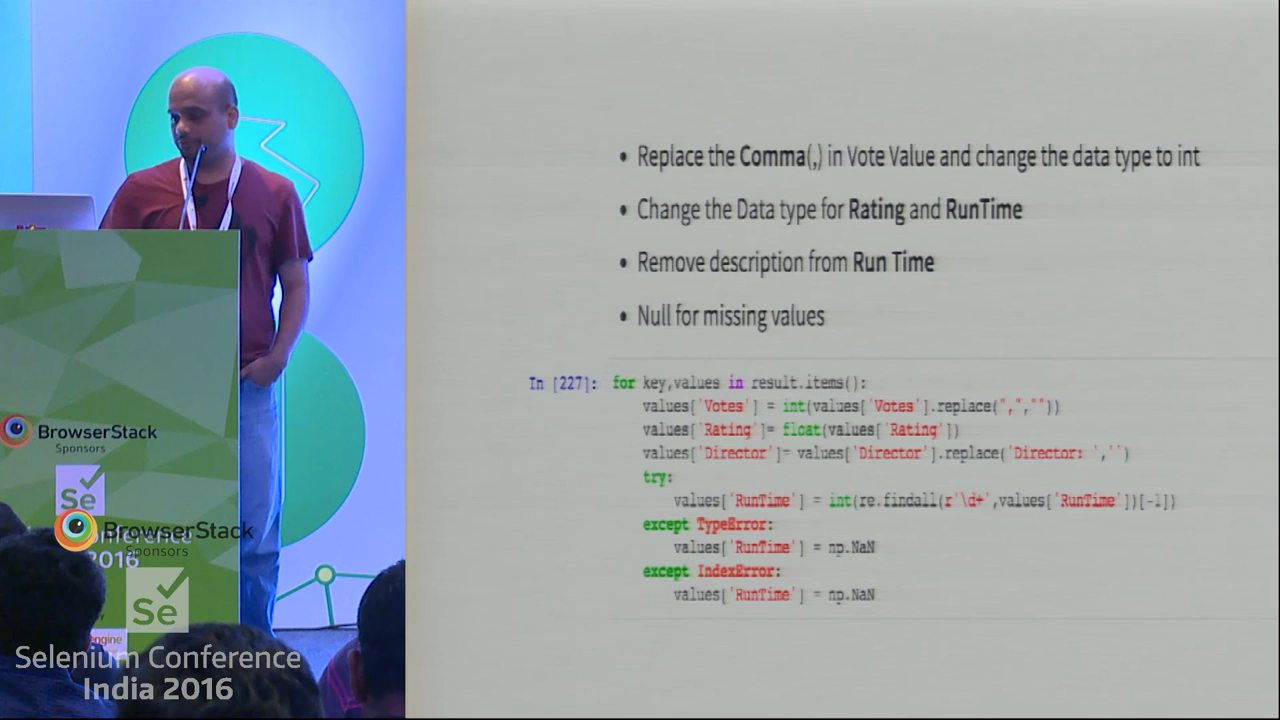 • Replace the Comma(,) in Vote Value and change the data type to int
• Change the Data type for Rating and RunTime
• Remove description from Run Time
• Null for missing values
In [227]: for key,values in result.items():
values['Votes'] = int(values['Votes'].replace(",",""))
values['Rating']= float(values['Rating'])
values['Director']= values['Director'].replace('Director: ','')
try:
values['RunTime'] = int(re.findall(r'\d+',values['RunTime'])[-1])
except TypeError:
values['RunTime'] = np.NaN
except IndexError:
values['RunTime'] = np.NaN
BrowserStack
Sponsors
Se
BrowserStack
Sponsors
2016
Se
engine
Selenium Conference
India 2016